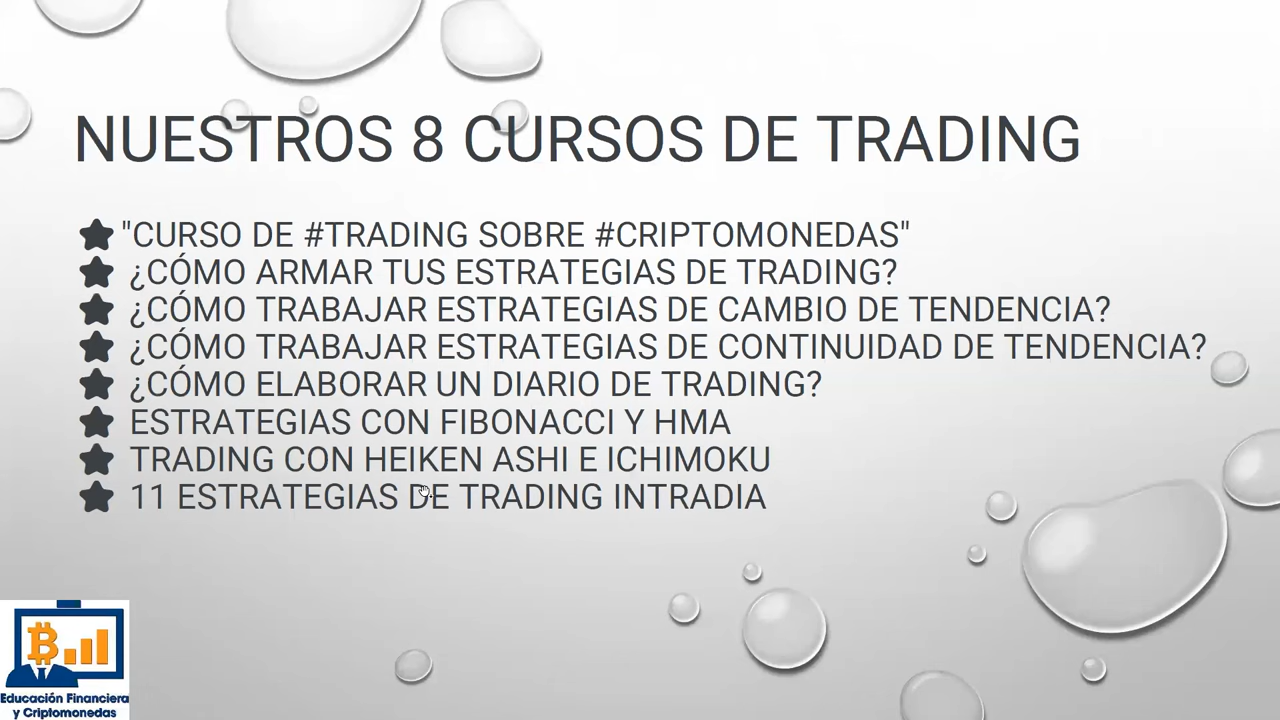 NUESTROS 8 CURSOS DE TRADING
"CURSO DE #TRADING SOBRE #CRIPTOMONEDAS"
¿CÓMO ARMAR TUS ESTRATEGIAS DE TRADING?
¿CÓMO TRABAJAR ESTRATEGIAS DE CAMBIO DE TENDENCIA?
¿CÓMO TRABAJAR ESTRATEGIAS DE CONTINUIDAD DE TENDENCIA?
¿CÓMO ELABORAR UN DIARIO DE TRADING?
ESTRATEGIAS CON FIBONACCI Y HMA
TRADING CON HEIKEN ASHI E ICHIMOKU
11 ESTRATEGIAS DE TRADING INTRADIA
Educación Financiera
y Criptomonedas